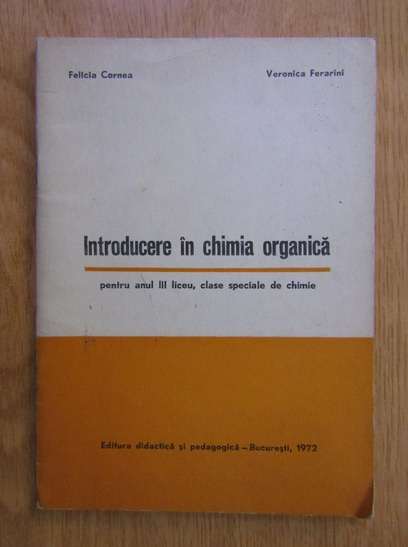 Felicia Cornea Veronica Ferarini
Introducere în chimia organică
pentru anul III liceu, clase speciale de chimie
Editura didactică și pedagogică – București, 1972